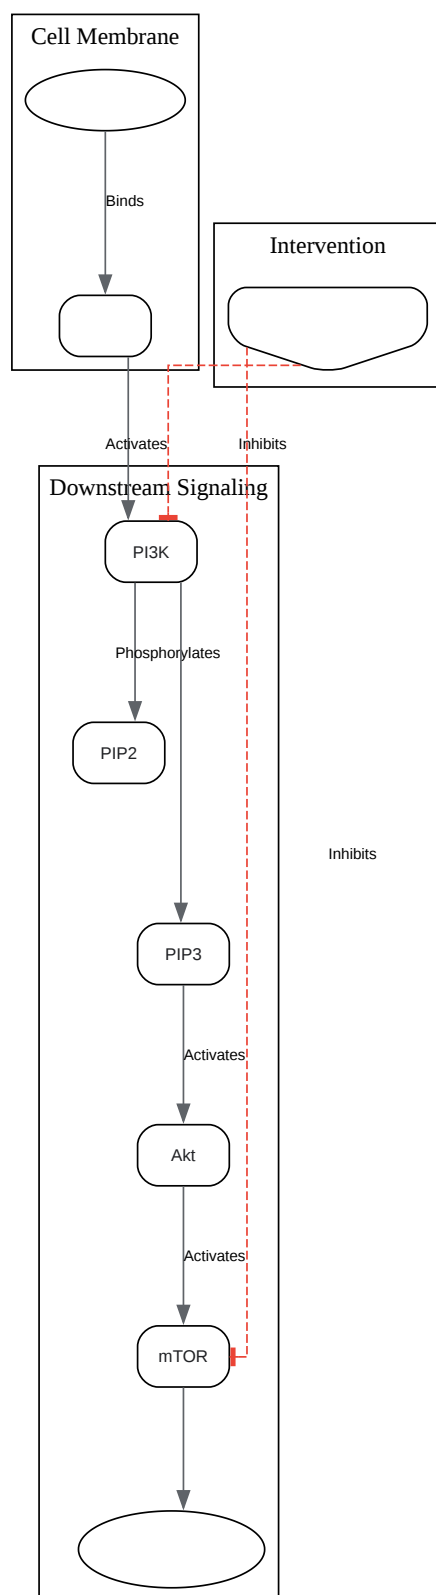 Cell Membrane
Binds
Intervention
Activates
Inhibits
Downstream Signaling
PI3K
Phosphorylates
PIP2
Inhibits
PIP3
Activates
Akt
Activates
mTOR